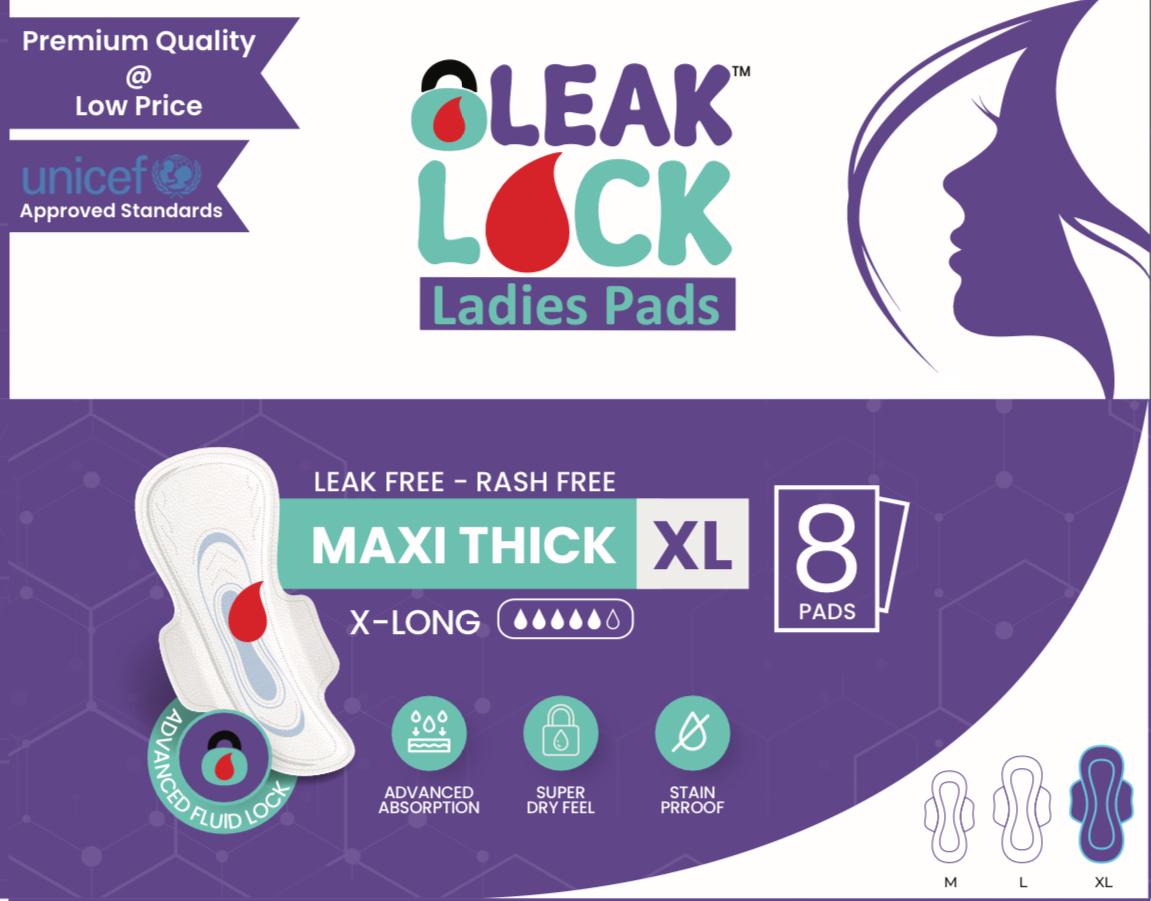 Premium Quality
@
Low Price
unicef
Approved Standards
LEAK™
LOCK
Ladies Pads
LEAK FREE - RASH FREE
MAXI THICK XL
X-LONG
8
PADS
ADVANCED FLUID LOCK
ADVANCED
ABSORPTION
SUPER
DRY FEEL
STAIN
PRROOF
M L XL